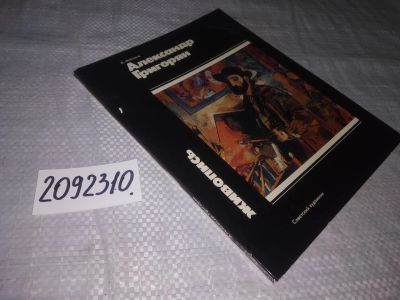 Александр
Григорян
живопись
Советский художник
2092310.